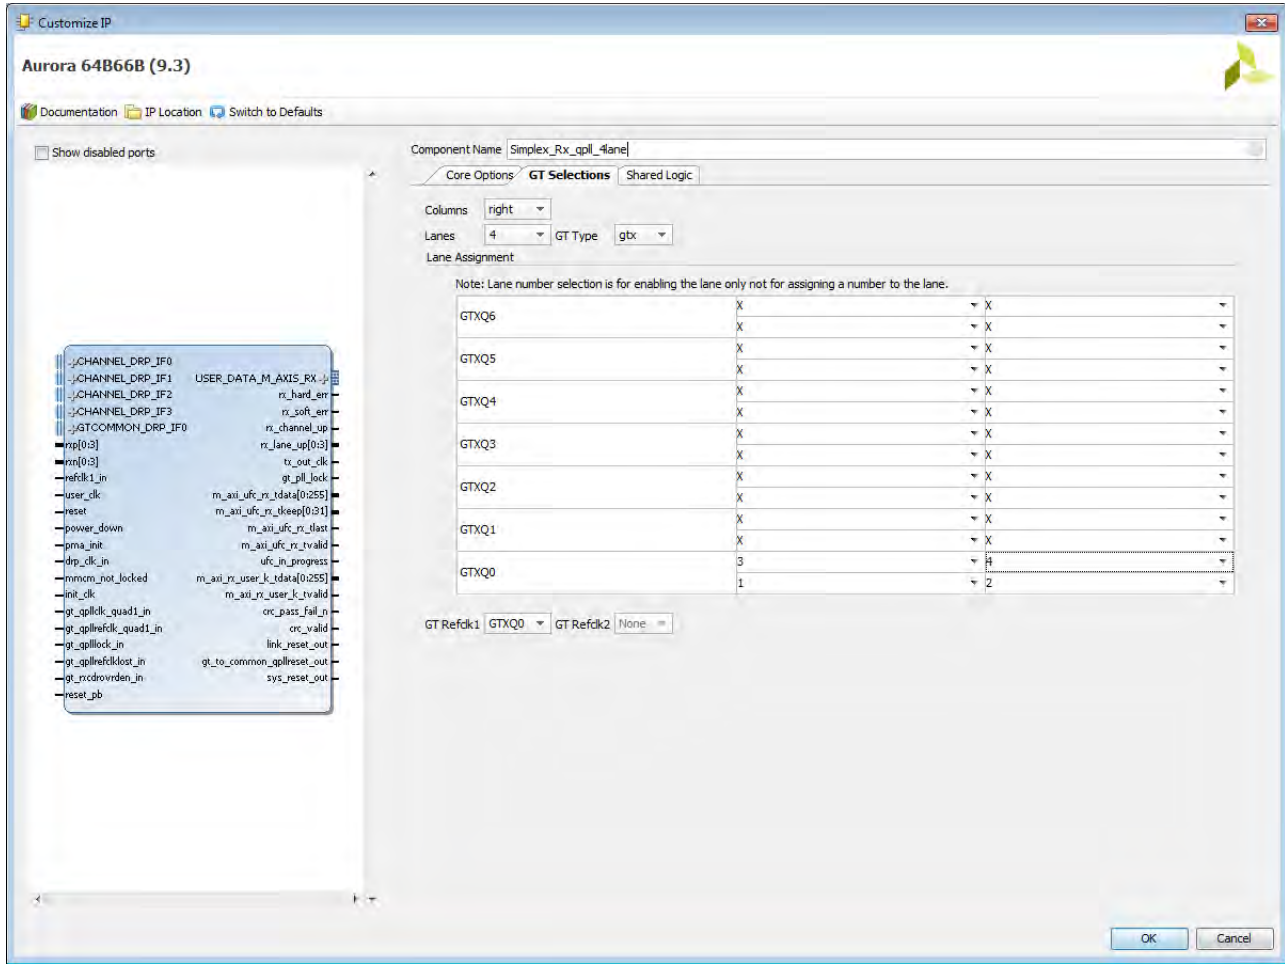 Customize IP
Aurora 64B66B (9.3)
Documentation IP Location Switch to Defaults
Show disabled ports
CHANNEL_DRP_IF0
CHANNEL_DRP_IF1 USER_DATA_M_AXIS_RX
CHANNEL_DRP_IF2 rx_hard_err
CHANNEL_DRP_IF3 rx_soft_err
GTCOMMON_DRP_IF0 rx_channel_up
rxp[0:3] rx_lane_up[0:3]
rxn[0:3] tx_out_clk
refclk1_in gt_pll_lock
user_clk m_axi_ufc_rx_tdata[0:255]
reset m_axi_ufc_rx_tkeep[0:31]
power_down m_axi_ufc_rx_tlast
pma_init m_axi_ufc_rx_tvalid
drp_clk_in ufc_in_progress
mmcm_not_locked m_axi_rx_user_k_tdata[0:255]
init_clk m_axi_rx_user_k_tvalid
gt_qpllclk_quad1_in crc_pass_fail_n
gt_qpllrefclk_quad1_in crc_valid
gt_qplllock_in link_reset_out
gt_qpllrefclklost_in gt_to_common_qpllreset_out
gt_rxcdrovrden_in sys_reset_out
reset_pb
Component Name Simplex_Rx_qpll_4lane
Core Options GT Selections Shared Logic
Columns right
Lanes 4 GT Type gtx
Lane Assignment
Note: Lane number selection is for enabling the lane only not for assigning a number to the lane.
GTXQ6 X X
X X
GTXQ5 X X
X X
GTXQ4 X X
X X
GTXQ3 X X
X X
GTXQ2 X X
X X
GTXQ1 X X
X X
GTXQ0 3 4
1 2
GT Refclk1 GTXQ0 GT Refclk2 None
OK Cancel